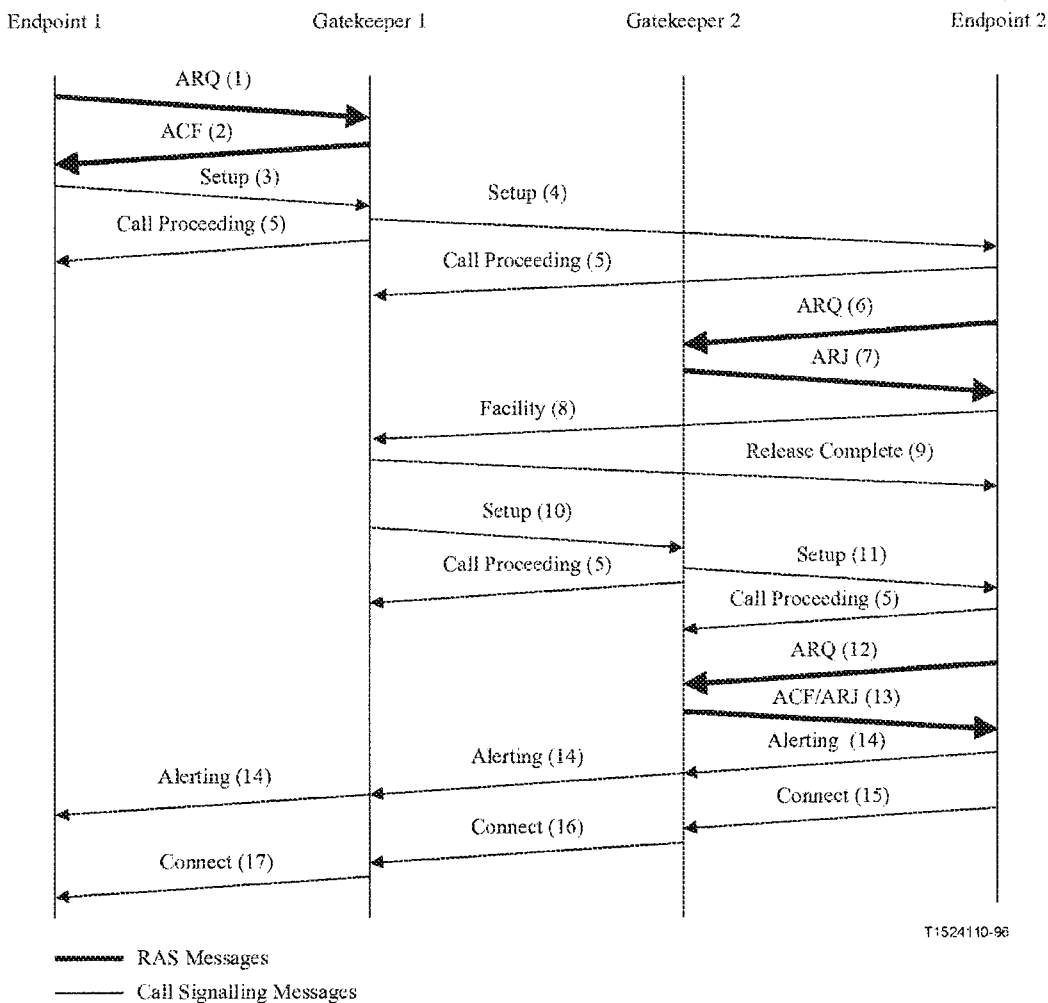 Endpoint 1 Gatekeeper 1 Gatekeeper 2 Endpoint 2
ARQ (1)
ACF (2)
Setup (3)
Setup (4)
Call Proceeding (5)
Call Proceeding (5)
ARQ (6)
ARJ (7)
Facility (8)
Release Complete (9)
Setup (10)
Call Proceeding (5)
Setup (11)
Call Proceeding (5)
ARQ (12)
ACF/ARJ (13)
Alerting (14)
Alerting (14)
Alerting (14)
Connect (15)
Connect (16)
Connect (17)
T1524110-96
RAS Messages
Call Signalling Messages